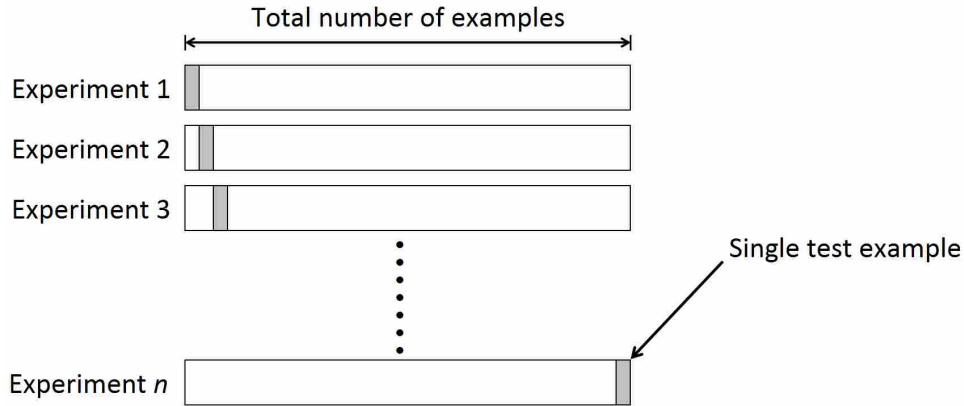 Total number of examples
Experiment 1
Experiment 2
Experiment 3
Single test example
Experiment n